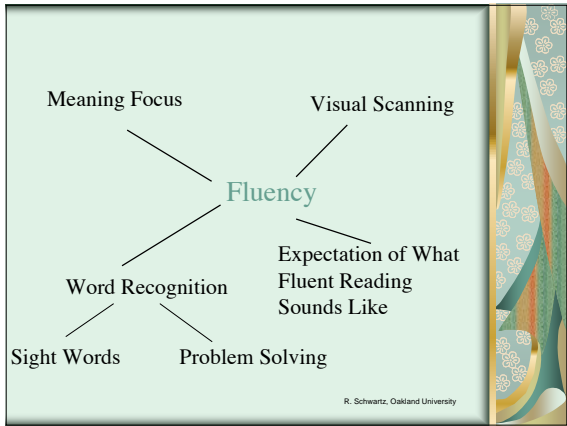 Meaning Focus
Visual Scanning
Fluency
Expectation of What
Fluent Reading
Sounds Like
Word Recognition
Sight Words
Problem Solving
R. Schwartz, Oakland University